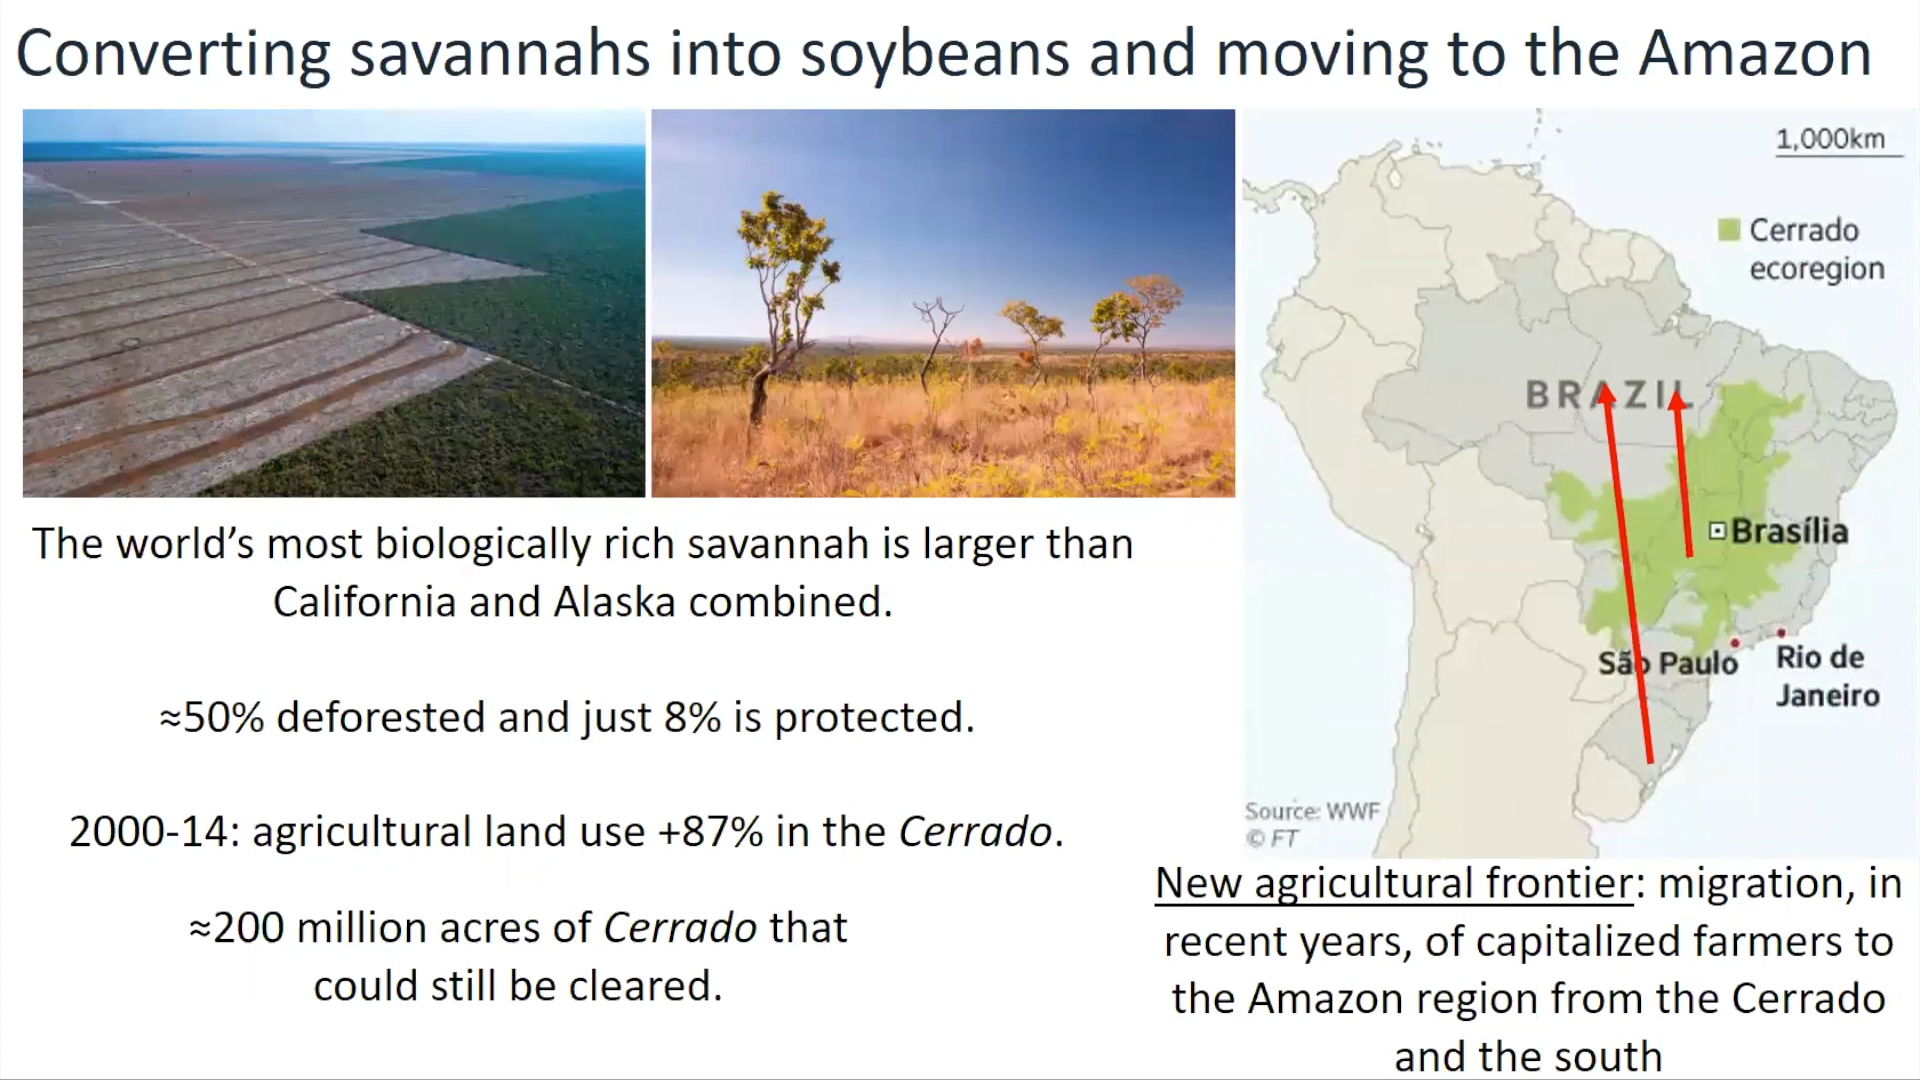 Converting savannahs into soybeans and moving to the Amazon
1,000km
Cerrado
ecoregion
BRAZIL
Brasília
São Paulo
Rio de
Janeiro
Source: WWF
© FT
The world’s most biologically rich savannah is larger than
California and Alaska combined.
≈50% deforested and just 8% is protected.
2000-14: agricultural land use +87% in the Cerrado.
≈200 million acres of Cerrado that
could still be cleared.
New agricultural frontier: migration, in
recent years, of capitalized farmers to
the Amazon region from the Cerrado
and the south